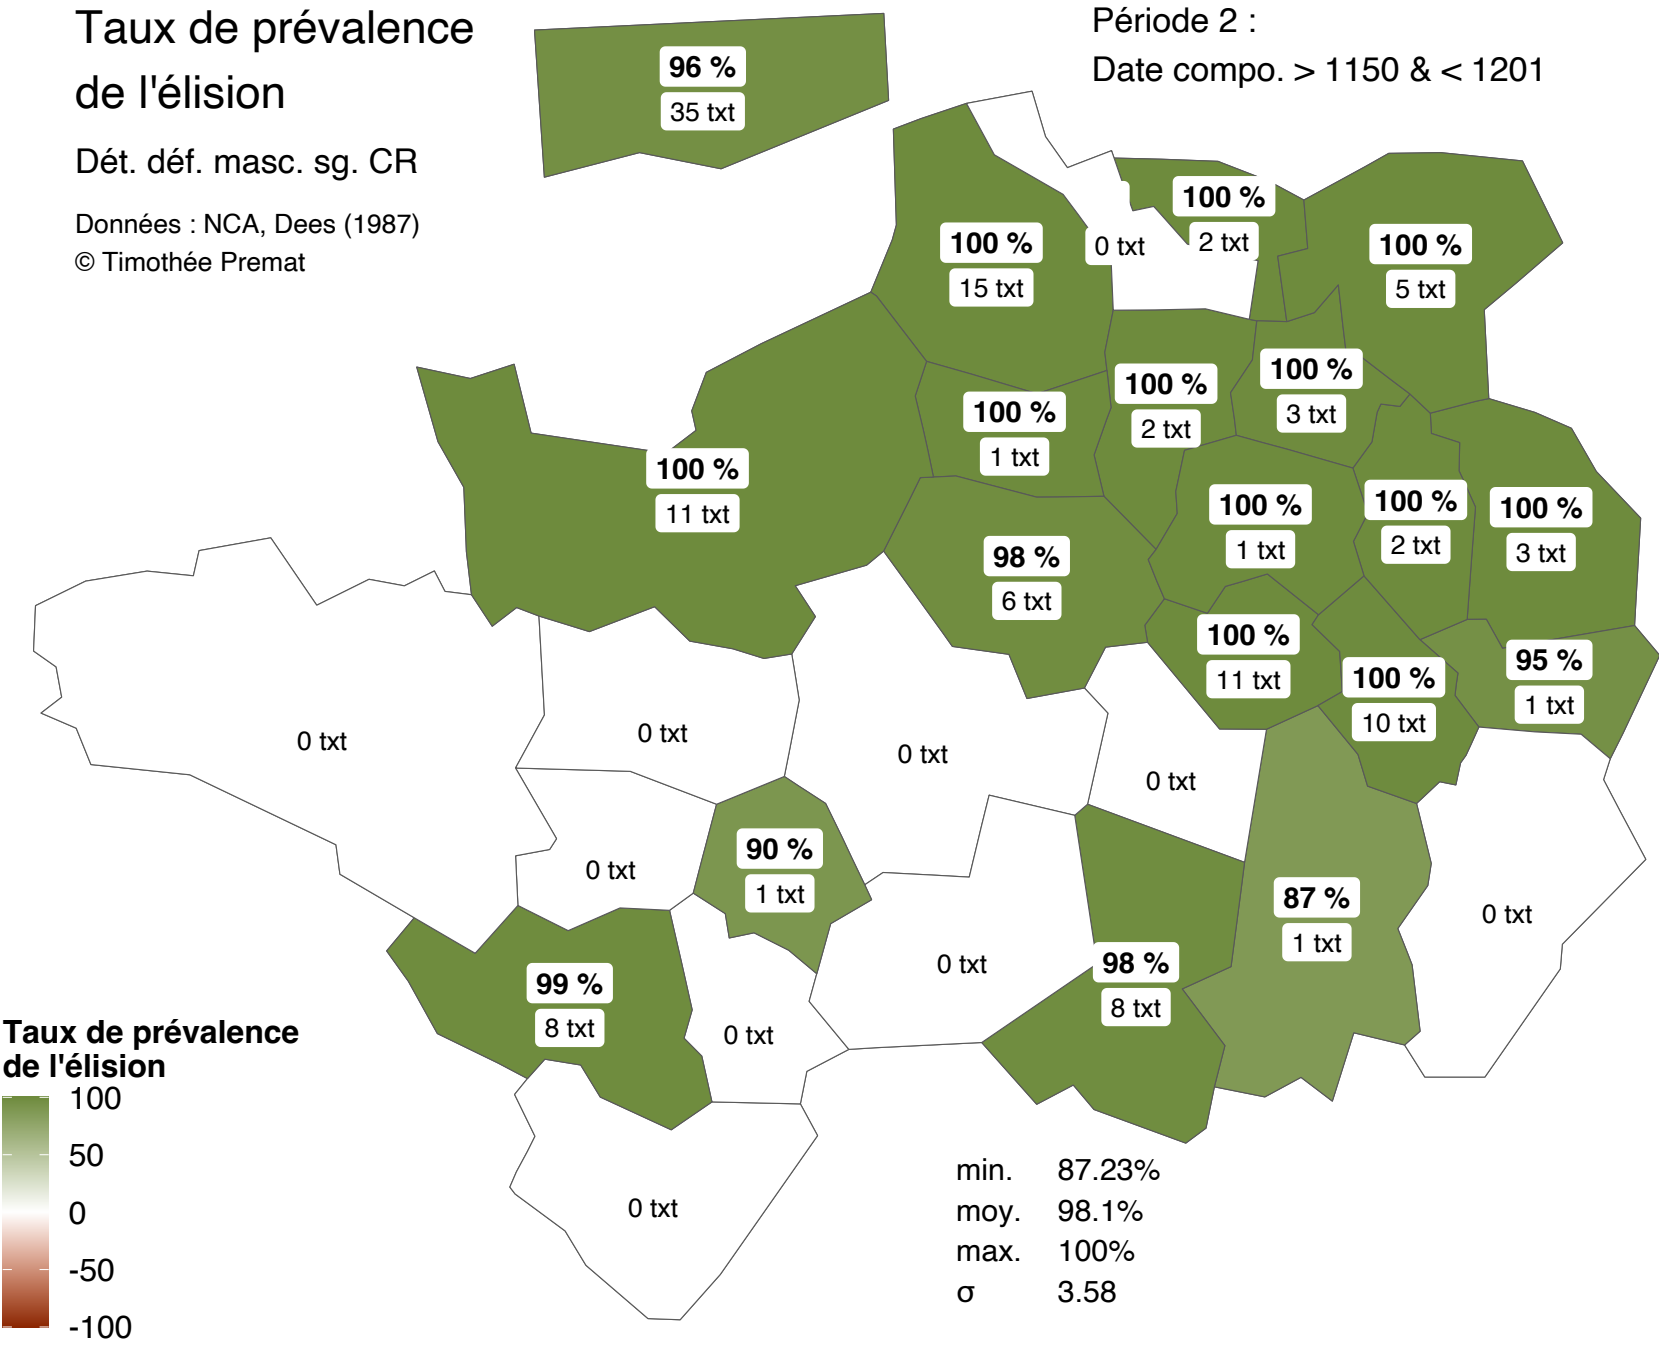 Taux de prévalence
de l'élision
Dét. déf. masc. sg. CR
Données : NCA, Dees (1987)
© Timothée Premat
Période 2 :
Date compo. > 1150 & < 1201
96 %
35 txt
100 %
15 txt
0 txt
100 %
2 txt
100 %
5 txt
100 %
11 txt
100 %
1 txt
100 %
2 txt
100 %
3 txt
98 %
6 txt
100 %
1 txt
100 %
2 txt
100 %
3 txt
100 %
11 txt
100 %
10 txt
95 %
1 txt
0 txt
0 txt
0 txt
0 txt
0 txt
90 %
1 txt
87 %
1 txt
0 txt
99 %
8 txt
0 txt
0 txt
98 %
8 txt
0 txt
Taux de prévalence
de l'élision
100
50
0
-50
-100
min. 87.23%
moy. 98.1%
max. 100%
σ 3.58